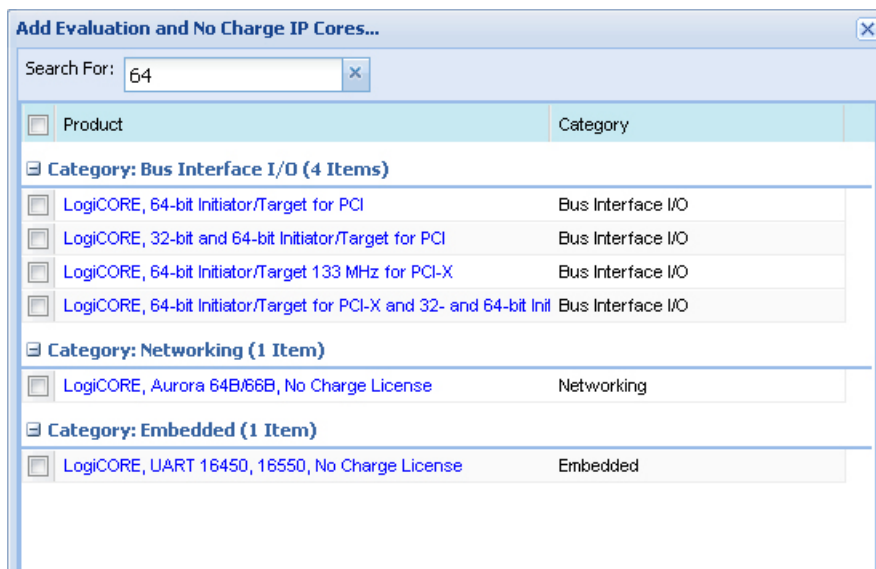 Add Evaluation and No Charge IP Cores...
Search For: 64
Product Category
Category: Bus Interface I/O (4 Items)
LogiCORE, 64-bit Initiator/Target for PCI Bus Interface I/O
LogiCORE, 32-bit and 64-bit Initiator/Target for PCI Bus Interface I/O
LogiCORE, 64-bit Initiator/Target 133 MHz for PCI-X Bus Interface I/O
LogiCORE, 64-bit Initiator/Target for PCI-X and 32- and 64-bit Init Bus Interface I/O
Category: Networking (1 Item)
LogiCORE, Aurora 64B/66B, No Charge License Networking
Category: Embedded (1 Item)
LogiCORE, UART 16450, 16550, No Charge License Embedded